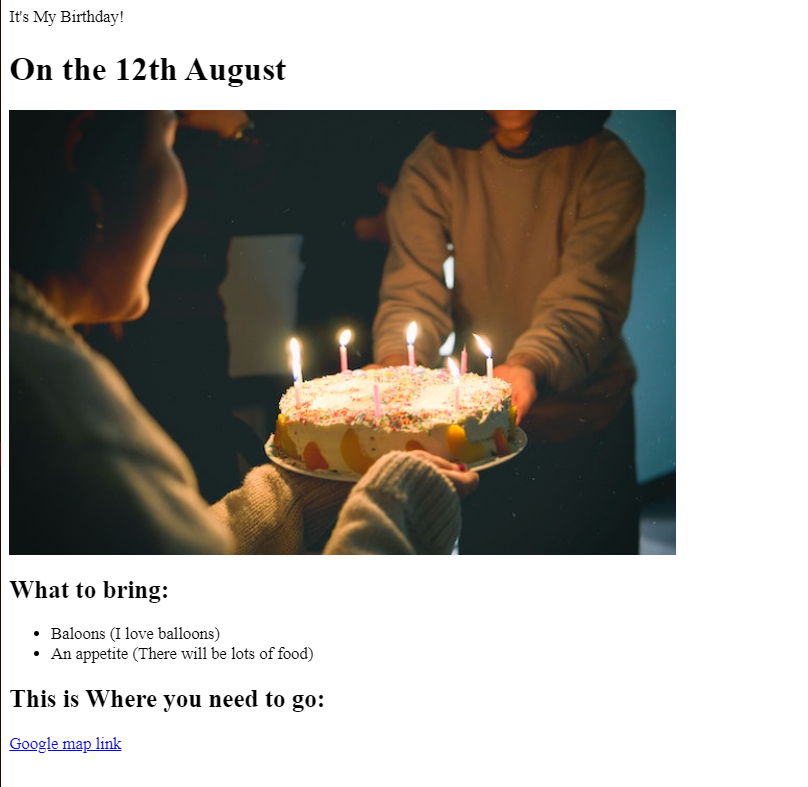 It's My Birthday!
On the 12th August
What to bring:
Baloons (I love balloons)
An appetite (There will be lots of food)
This is Where you need to go:
Google map link